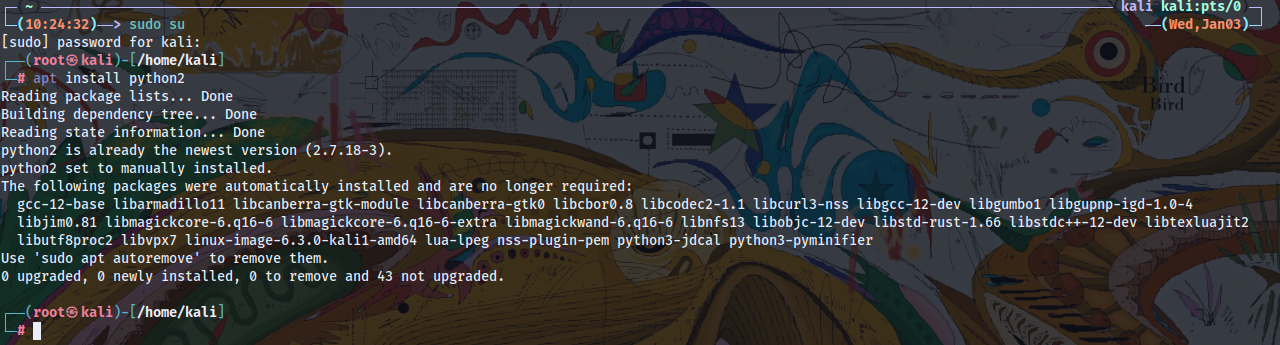 ~ kali kali:pts/0
(10:24:32)——> sudo su (Wed,Jan03)
[sudo] password for kali:
(root㉿kali)-[/home/kali]
# apt install python2
Reading package lists... Done
Building dependency tree... Done
Reading state information... Done
python2 is already the newest version (2.7.18-3).
python2 set to manually installed.
The following packages were automatically installed and are no longer required:
gcc-12-base libarmadillo11 libcanberra-gtk-module libcanberra-gtk0 libcbor0.8 libcodec2-1.1 libcurl3-nss libgcc-12-dev libgumbo1 libgupnp-igd-1.0-4
libjim0.81 libmagickcore-6.q16-6 libmagickcore-6.q16-6-extra libmagickwand-6.q16-6 libnfs13 libobjc-12-dev libstd-rust-1.66 libstdc++-12-dev libtexluajit2
libutf8proc2 libvpx7 linux-image-6.3.0-kali1-amd64 lua-lpeg nss-plugin-pem python3-jdcal python3-pyminifier
Use 'sudo apt autoremove' to remove them.
0 upgraded, 0 newly installed, 0 to remove and 43 not upgraded.
(root㉿kali)-[/home/kali]
#
Bird
Bird